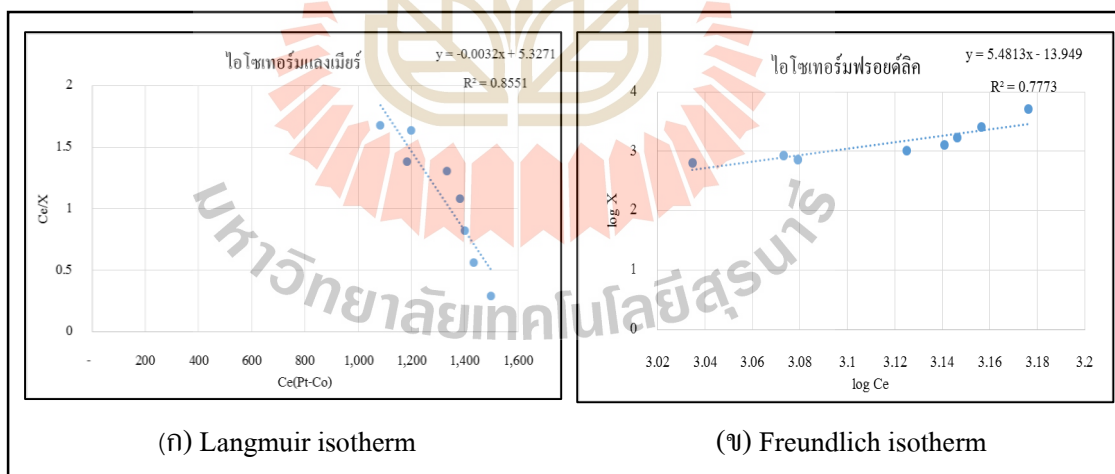 ไอโซเทอร์มแลงเมียร์
y = -0.0032x + 5.3271
R² = 0.8551
2
1.5
1
0.5
0
Ce/X
- 200 400 600 800 1,000 1,200 1,400 1,600
Ce(Pt-Co)
(ก) Langmuir isotherm
ไอโซเทอร์มฟรอยด์ลิค
y = 5.4813x - 13.949
R² = 0.7773
4
3
2
1
0
log X
3.02 3.04 3.06 3.08 3.1 3.12 3.14 3.16 3.18 3.2
log Ce
(ข) Freundlich isotherm
มหาวิทยาลัยเทคโนโลยีสุรนารี